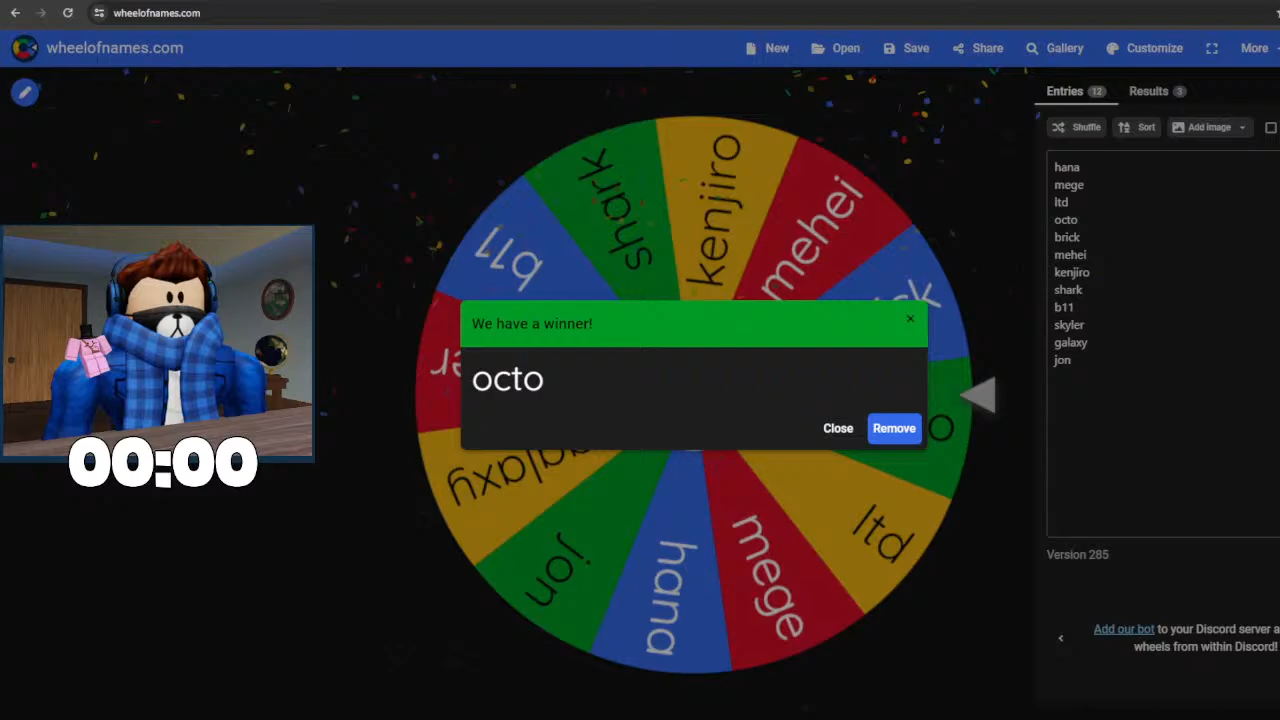 wheelofnames.com
wheelofnames.com
New
Open
Save
Share
Gallery
Customize
More
Entries 12
Results 3
Shuffle
Sort
Add image
hana
mege
ltd
octo
brick
mehei
kenjiro
shark
b11
skyler
galaxy
jon
Version 285
Add our bot to your Discord server
wheels from within Discord!
We have a winner!
octo
Close
Remove
shark
kenjiro
mehei
b11
ltd
mege
hana
jon
galaxy
00:00